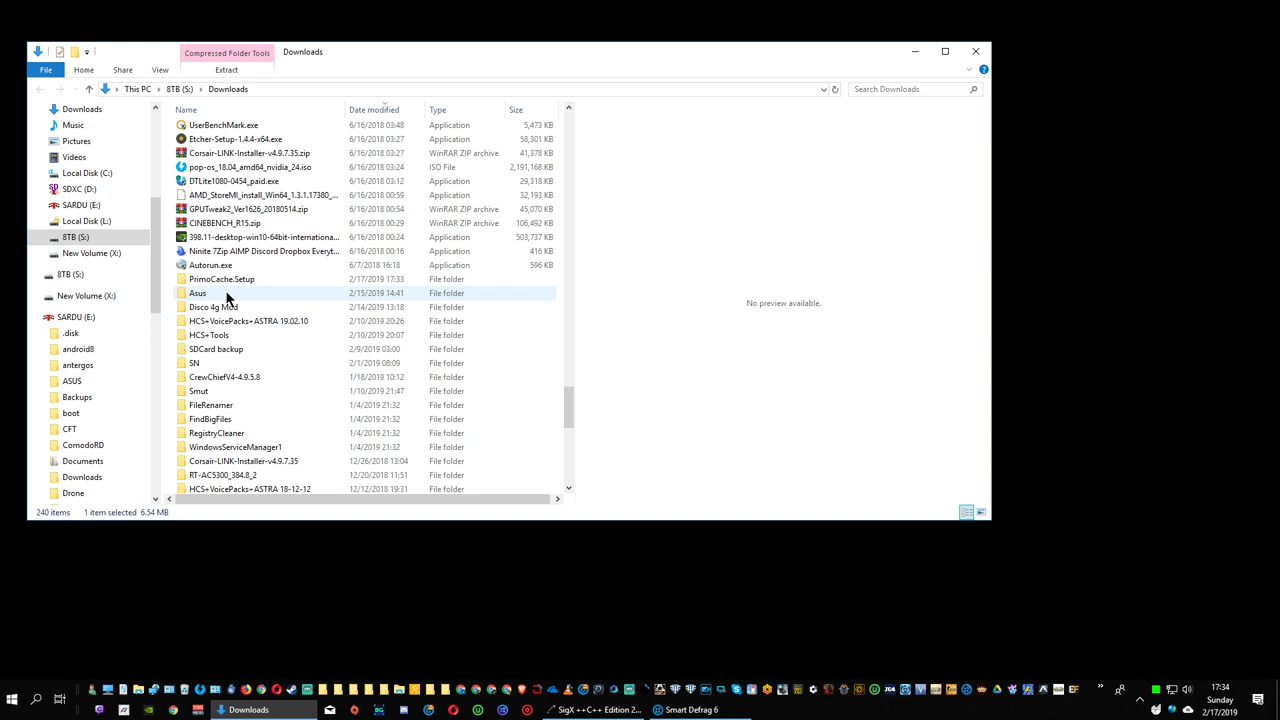 Compressed Folder Tools
Downloads
File
Home
Share
View
Extract
This PC > 8TB (S:) > Downloads
Search Downloads
Name
Date modified
Type
Size
Downloads
Music
Pictures
Videos
Local Disk (C:)
SDXC (D:)
SARDU (E:)
Local Disk (L:)
8TB (S:)
New Volume (X:)
8TB (S:)
New Volume (X:)
SARDU (E:)
.disk
android8
antergos
ASUS
Backups
boot
CFT
ComodoRD
Documents
Downloads
Drone
UserBenchMark.exe 6/16/2018 03:48 Application 5,473 KB
Etcher-Setup-1.4.4-x64.exe 6/16/2018 03:27 Application 58,301 KB
Corsair-LINK-Installer-v4.9.7.35.zip 6/16/2018 03:27 WinRAR ZIP archive 41,378 KB
pop-os_18.04_amd64_nvidia_24.iso 6/16/2018 03:24 ISO File 2,191,168 KB
DTLite1080-0454_paid.exe 6/16/2018 03:12 Application 29,318 KB
AMD_StoreMI_install_Win64_1.3.1.17380_... 6/16/2018 00:59 Application 32,193 KB
GPUTweak2_Ver1626_20180514.zip 6/16/2018 00:54 WinRAR ZIP archive 45,070 KB
CINEBENCH_R15.zip 6/16/2018 00:29 WinRAR ZIP archive 106,492 KB
398.11-desktop-win10-64bit-internationa... 6/16/2018 00:24 Application 503,737 KB
Ninite 7Zip AIMP Discord Dropbox Everyt... 6/16/2018 00:16 Application 416 KB
Autorun.exe 6/7/2018 16:18 Application 596 KB
PrimoCache.Setup 2/17/2019 17:33 File folder
Asus 2/15/2019 14:41 File folder
Disco 4g Mod 2/14/2019 13:18 File folder
HCS+VoicePacks+ASTRA 19.02.10 2/10/2019 20:26 File folder
HCS+Tools 2/10/2019 20:07 File folder
SDCard backup 2/9/2019 03:00 File folder
SN 2/1/2019 08:09 File folder
CrewChiefV4-4.9.5.8 1/18/2019 10:12 File folder
Smut 1/10/2019 21:47 File folder
FileRenamer 1/4/2019 21:32 File folder
FindBigFiles 1/4/2019 21:32 File folder
RegistryCleaner 1/4/2019 21:32 File folder
WindowsServiceManager1 1/4/2019 21:32 File folder
Corsair-LINK-Installer-v4.9.7.35 12/26/2018 13:04 File folder
RT-AC5300_384.8_2 12/20/2018 11:51 File folder
HCS+VoicePacks+ASTRA 18-12-12 12/12/2018 19:31 File folder
No preview available.
240 items 1 item selected 6.54 MB
17:34
Sunday
2/17/2019
Downloads
SigX ++C++ Edition 2...
Smart Defrag 6